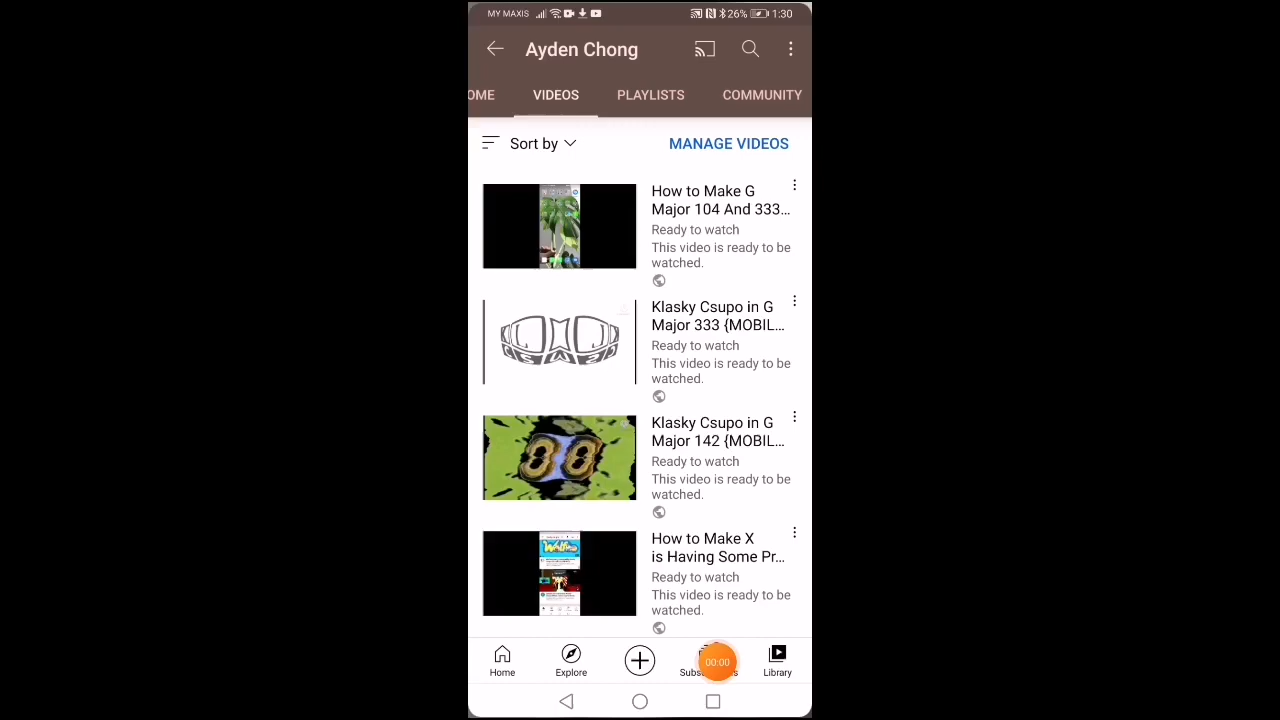 MY MAXIS 26% 1:30
Ayden Chong
OME VIDEOS PLAYLISTS COMMUNITY
Sort by MANAGE VIDEOS
How to Make G
Major 104 And 333...
Ready to watch
This video is ready to be
watched.
Klasky Csupo in G
Major 333 {MOBIL...
Ready to watch
This video is ready to be
watched.
Klasky Csupo in G
Major 142 {MOBIL...
Ready to watch
This video is ready to be
watched.
How to Make X
is Having Some Pr...
Ready to watch
This video is ready to be
watched.
00:00
Home Explore Library